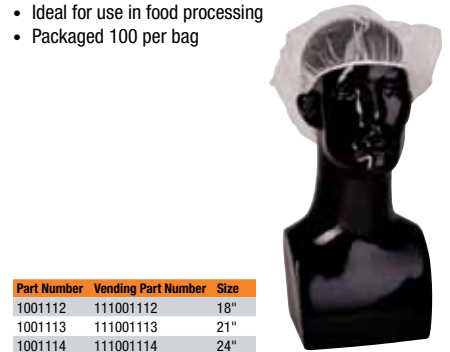 • Ideal for use in food processing
• Packaged 100 per bag
Part Number Vending Part Number Size
1001112 111001112 18"
1001113 111001113 21"
1001114 111001114 24"